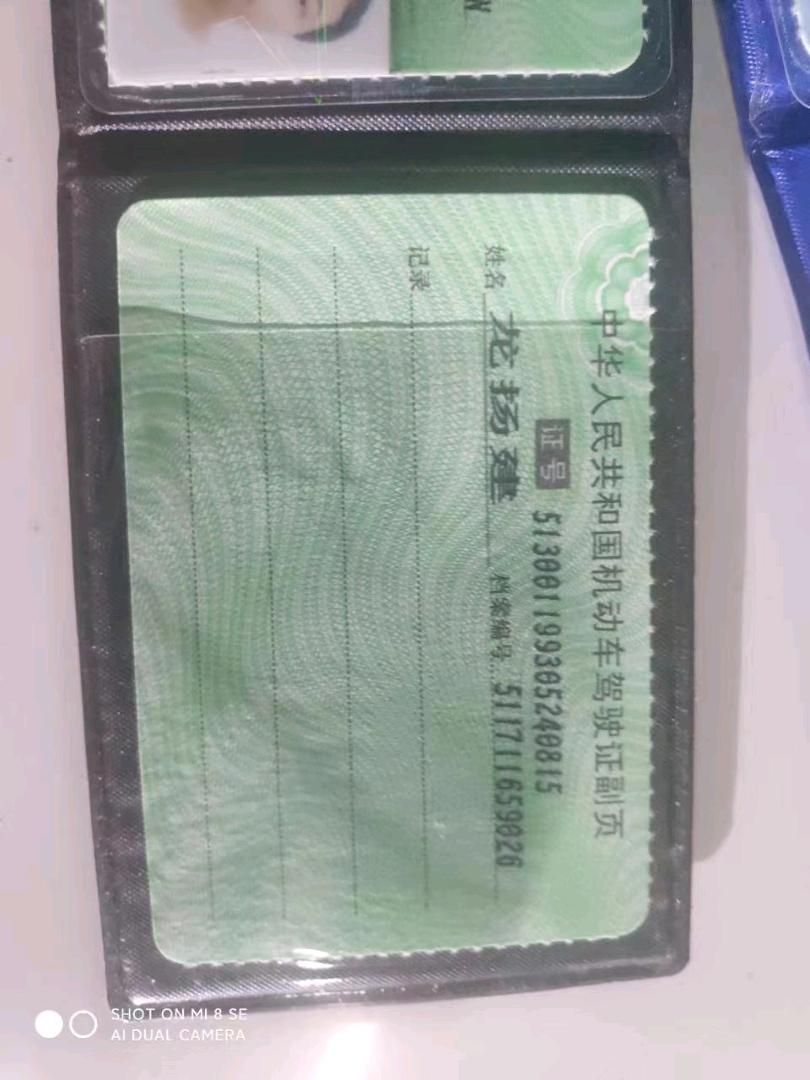 N
中华人民共和国机动车驾驶证副页
证号 513001199305240815
姓名 龙扬建 档案编号 511711659026
记录
SHOT ON MI 8 SE
AI DUAL CAMERA